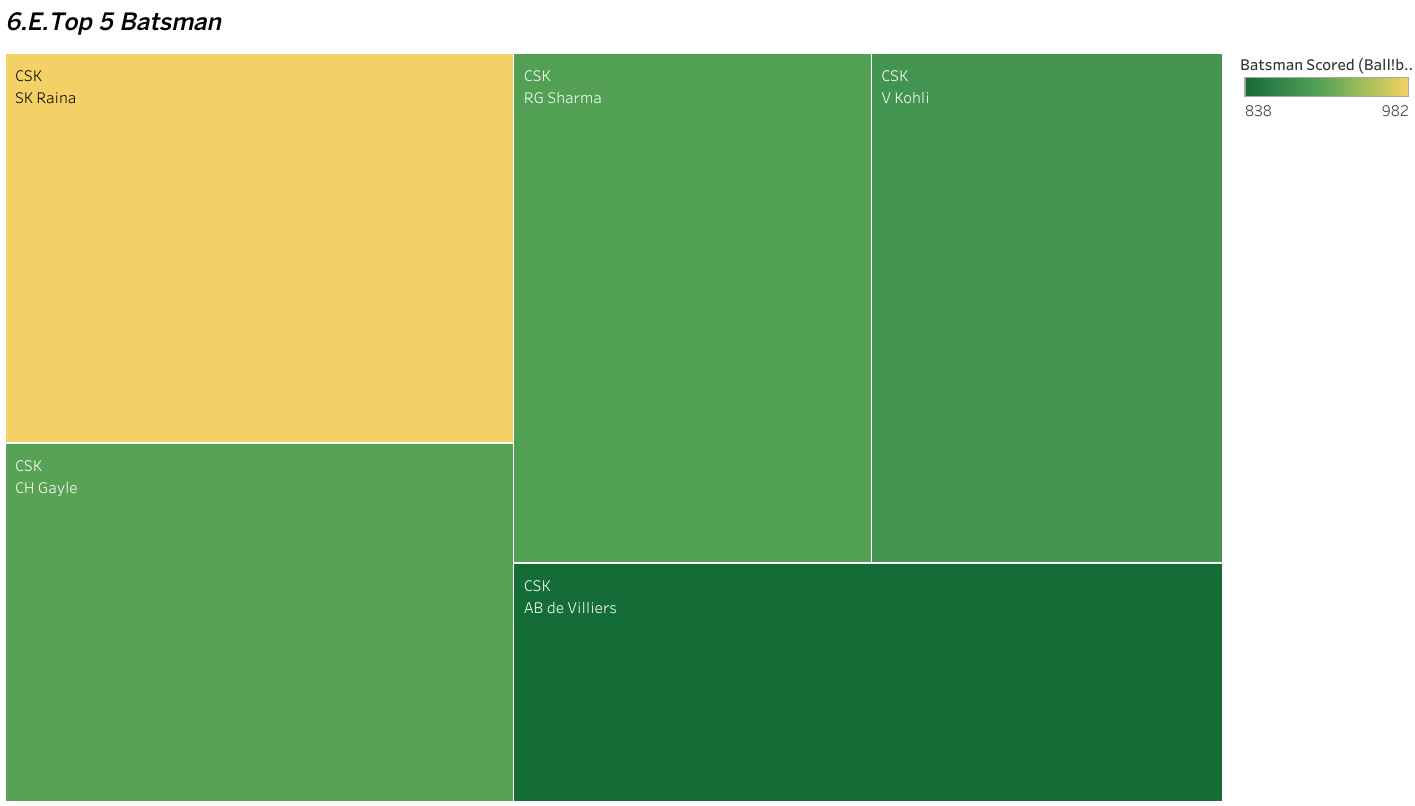 6.E.Top 5 Batsman
CSK
SK Raina
CSK
RG Sharma
CSK
V Kohli
CSK
CH Gayle
CSK
AB de Villiers
Batsman Scored (Ball!b..
838 982